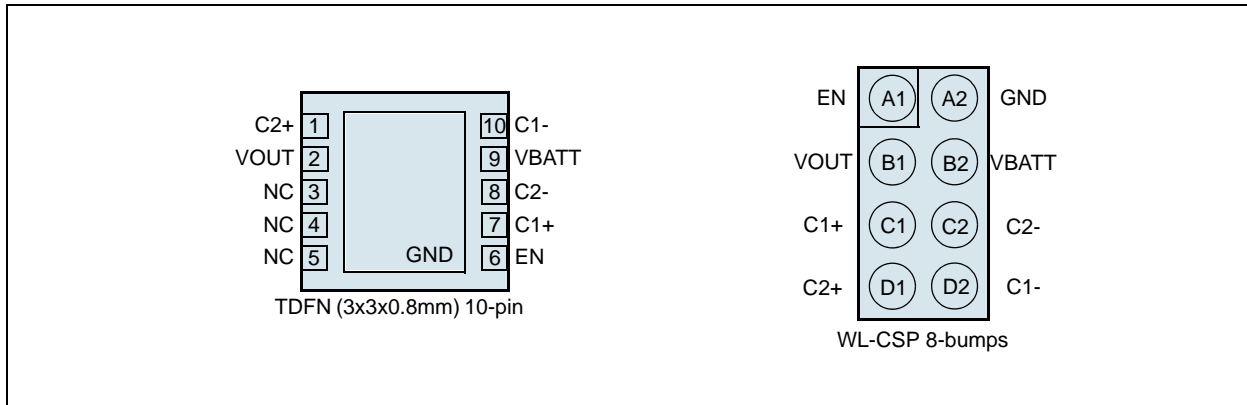 C2+ 1 10 C1-
VOUT 2 9 VBATT
NC 3 8 C2-
NC 4 7 C1+
NC 5 GND 6 EN
TDFN (3x3x0.8mm) 10-pin
EN A1 A2 GND
VOUT B1 B2 VBATT
C1+ C1 C2 C2-
C2+ D1 D2 C1-
WL-CSP 8-bumps